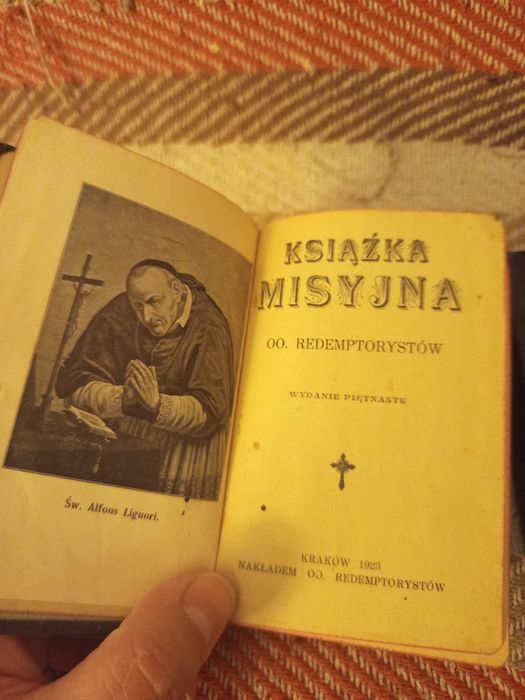 Św. Alfons Liguori.
KSIĄŻKA
MISYJNA
OO. REDEMPTORYSTÓW
WYDANIE PIĘTNASTE
KRAKÓW 1923
NAKŁADEM OO. REDEMPTORYSTÓW